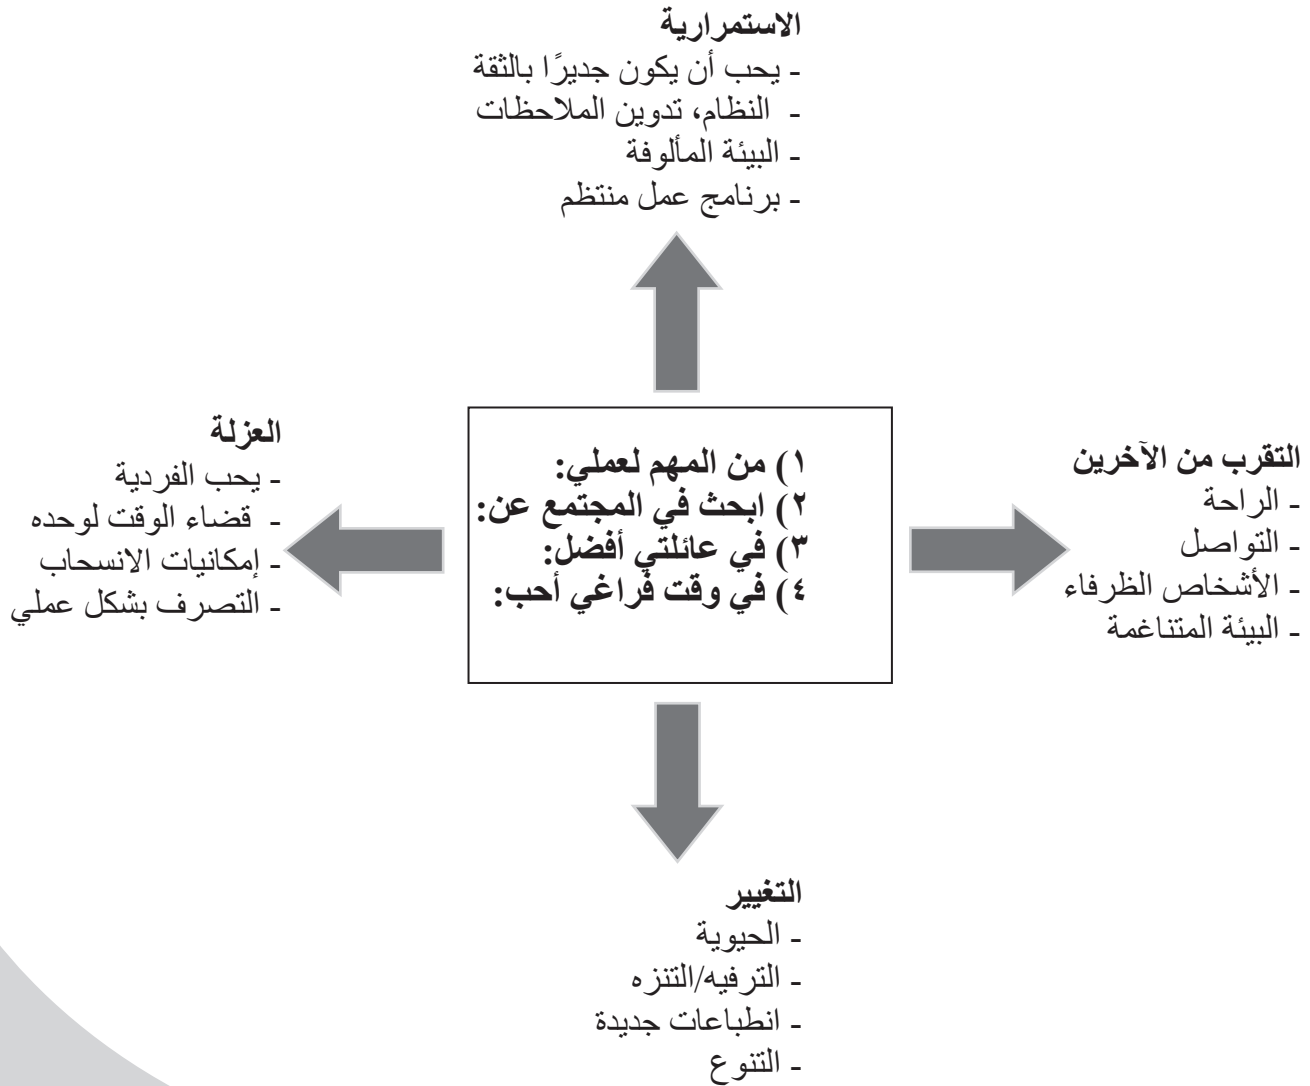 الاستمرارية
- يحب أن يكون جديرًا بالثقة
- النظام، تدوين الملاحظات
- البيئة المألوفة
- برنامج عمل منتظم
التقرب من الآخرين
- الراحة
- التواصل
- الأشخاص الظرفاء
- البيئة المتناغمة
١) من المهم لعملي:
٢) ابحث في المجتمع عن:
٣) في عائلتي أفضل:
٤) في وقت فراغي أحب:
العزلة
- يحب الفردية
- قضاء الوقت لوحده
- إمكانيات الانسحاب
- التصرف بشكل عملي
التغيير
- الحيوية
- الترفيه/التنزه
- انطباعات جديدة
- التنوع